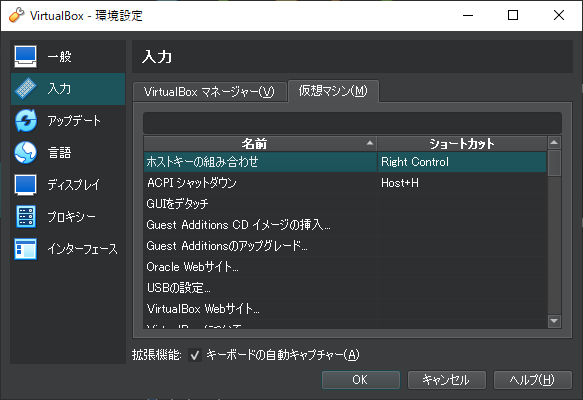 VirtualBox - 環境設定
一般
入力
アップデート
言語
ディスプレイ
プロキシー
インターフェース
入力
VirtualBox マネージャー(V) 仮想マシン(M)
名前 ショートカット
ホストキーの組み合わせ Right Control
ACPI シャットダウン Host+H
GUIをデタッチ
Guest Additions CD イメージの挿入...
Guest Additionsのアップグレード...
Oracle Webサイト...
USBの設定...
VirtualBox Webサイト...
VirtualBox について
拡張機能: キーボードの自動キャプチャー(A)
OK キャンセル ヘルプ(H)